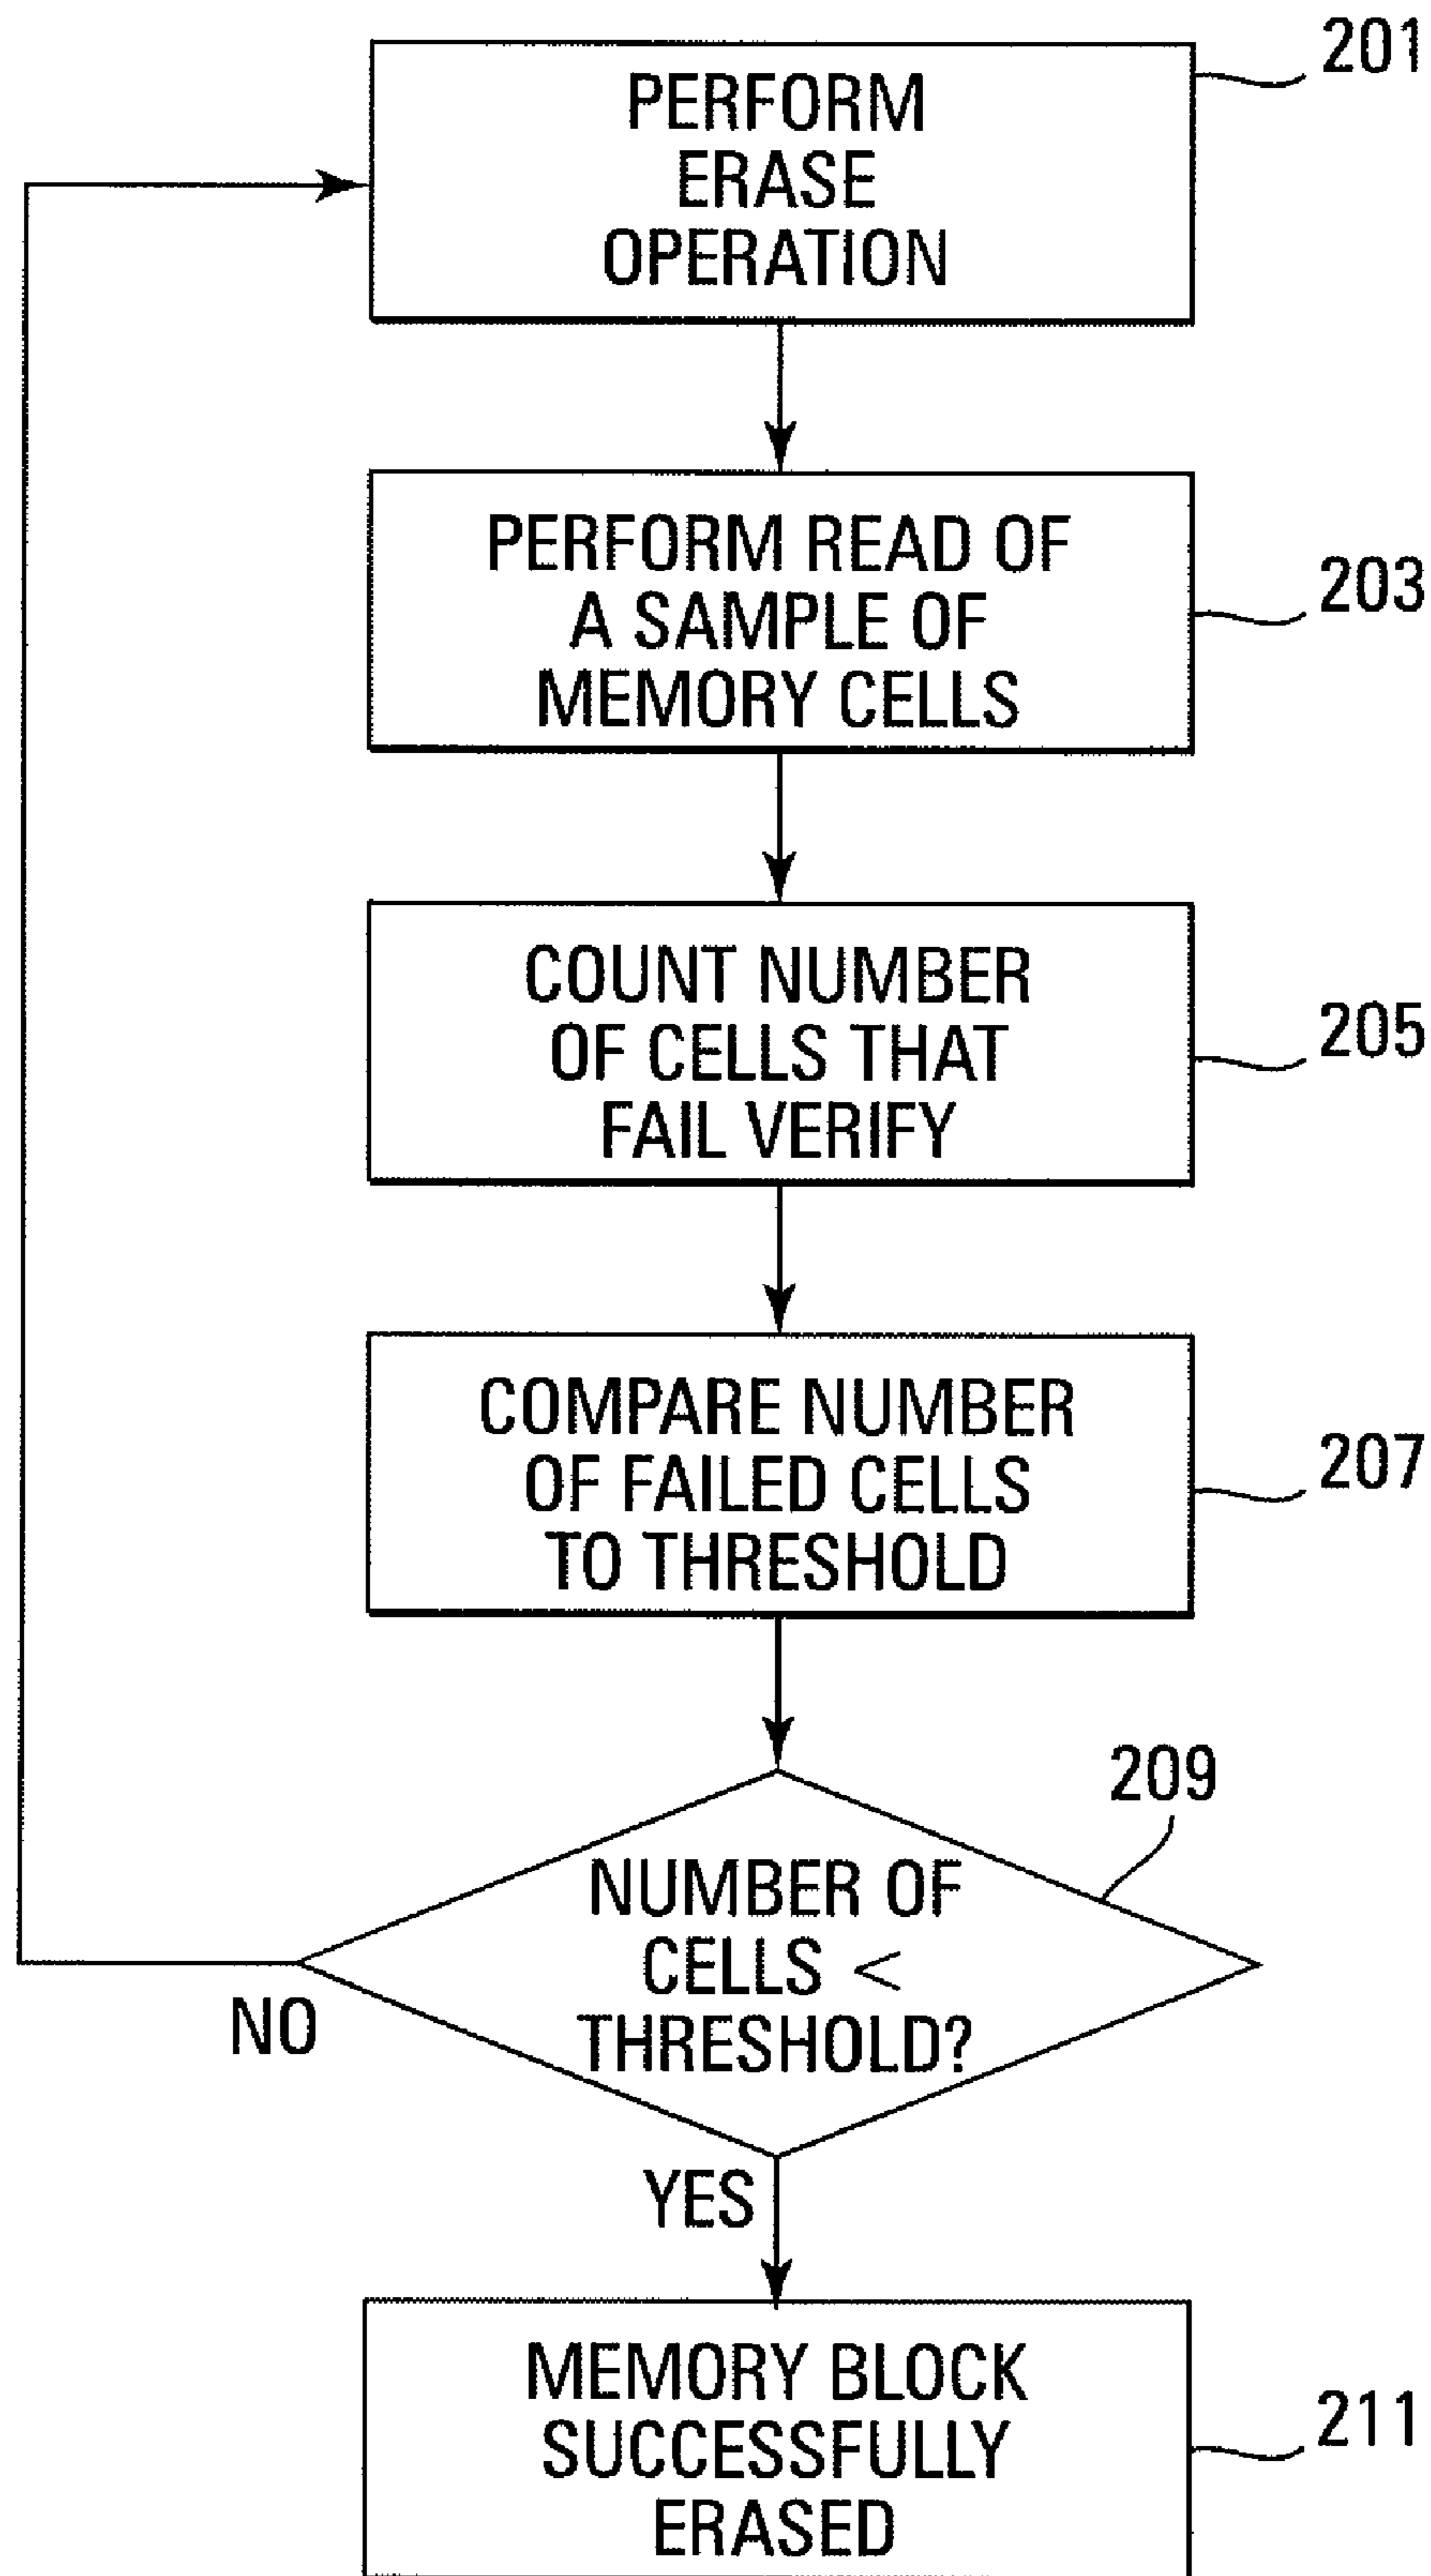 201
PERFORM
ERASE
OPERATION
PERFORM READ OF
A SAMPLE OF
MEMORY CELLS
203
COUNT NUMBER
OF CELLS THAT
FAIL VERIFY
205
COMPARE NUMBER
OF FAILED CELLS
TO THRESHOLD
207
209
NUMBER OF
CELLS <
THRESHOLD?
NO
YES
MEMORY BLOCK
SUCCESSFULLY
ERASED
211